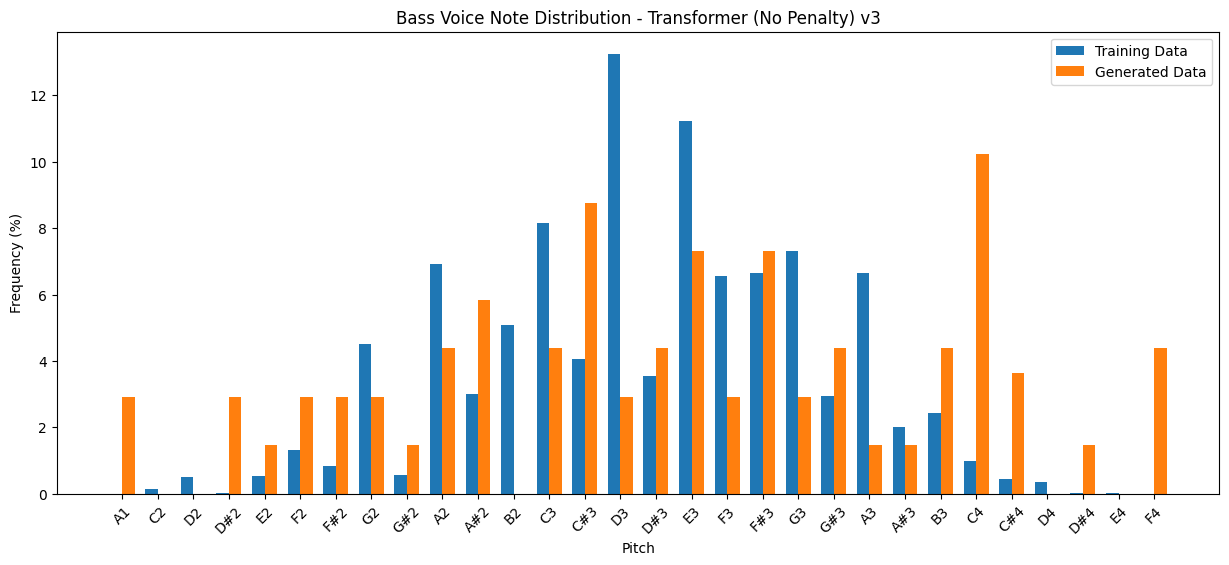 Bass Voice Note Distribution - Transformer (No Penalty) v3
Training Data
Generated Data
Frequency (%)
12
10
8
6
4
2
0
A1 C2 D2 D#2 E2 F2 F#2 G2 G#2 A2 A#2 B2 C3 C#3 D3 D#3 E3 F3 F#3 G3 G#3 A3 A#3 B3 C4 C#4 D4 D#4 E4 F4
Pitch